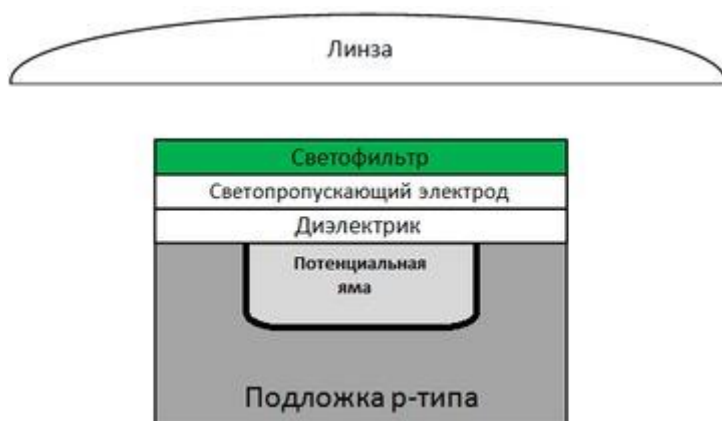 Линза
Светофильтр
Светопропускающий электрод
Диэлектрик
Потенциальная
яма
Подложка р-типа